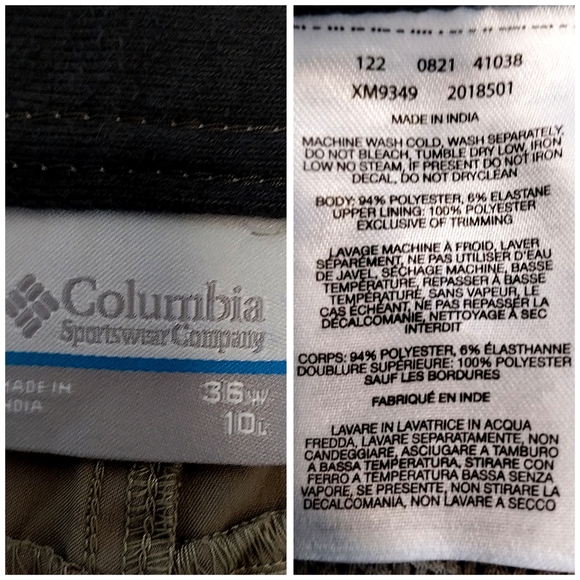 Columbia
Sportswear Company
MADE IN
INDIA
36W
10L
122 0821 41038
XM9349 2018501
MADE IN INDIA
MACHINE WASH COLD, WASH SEPARATELY,
DO NOT BLEACH, TUMBLE DRY LOW, IRON
LOW NO STEAM, IF PRESENT DO NOT IRON
DECAL, DO NOT DRYCLEAN
BODY: 94% POLYESTER, 6% ELASTANE
UPPER LINING: 100% POLYESTER
EXCLUSIVE OF TRIMMING
LAVAGE MACHINE À FROID, LAVER
SÉPARÉMENT, NE PAS UTILISER D'EAU
DE JAVEL, SÉCHAGE MACHINE, BASSE
TEMPÉRATURE, REPASSER À BASSE
TEMPÉRATURE, SANS VAPEUR, LE
CAS ÉCHÉANT, NE PAS REPASSER LA
DÉCALCOMANIE, NETTOYAGE À SEC
INTERDIT
CORPS: 94% POLYESTER, 6% ÉLASTHANNE
DOUBLURE SUPÉRIEURE: 100% POLYESTER
SAUF LES BORDURES
FABRIQUÉ EN INDE
LAVARE IN LAVATRICE IN ACQUA
FREDDA, LAVARE SEPARATAMENTE, NON
CANDEGGIARE, ASCIUGARE A TAMBURO
A BASSA TEMPERATURA, STIRARE CON
FERRO A TEMPERATURA BASSA SENZA
VAPORE, SE PRESENTE, NON STIRARE LA
DECALCOMANIA, NON LAVARE A SECCO